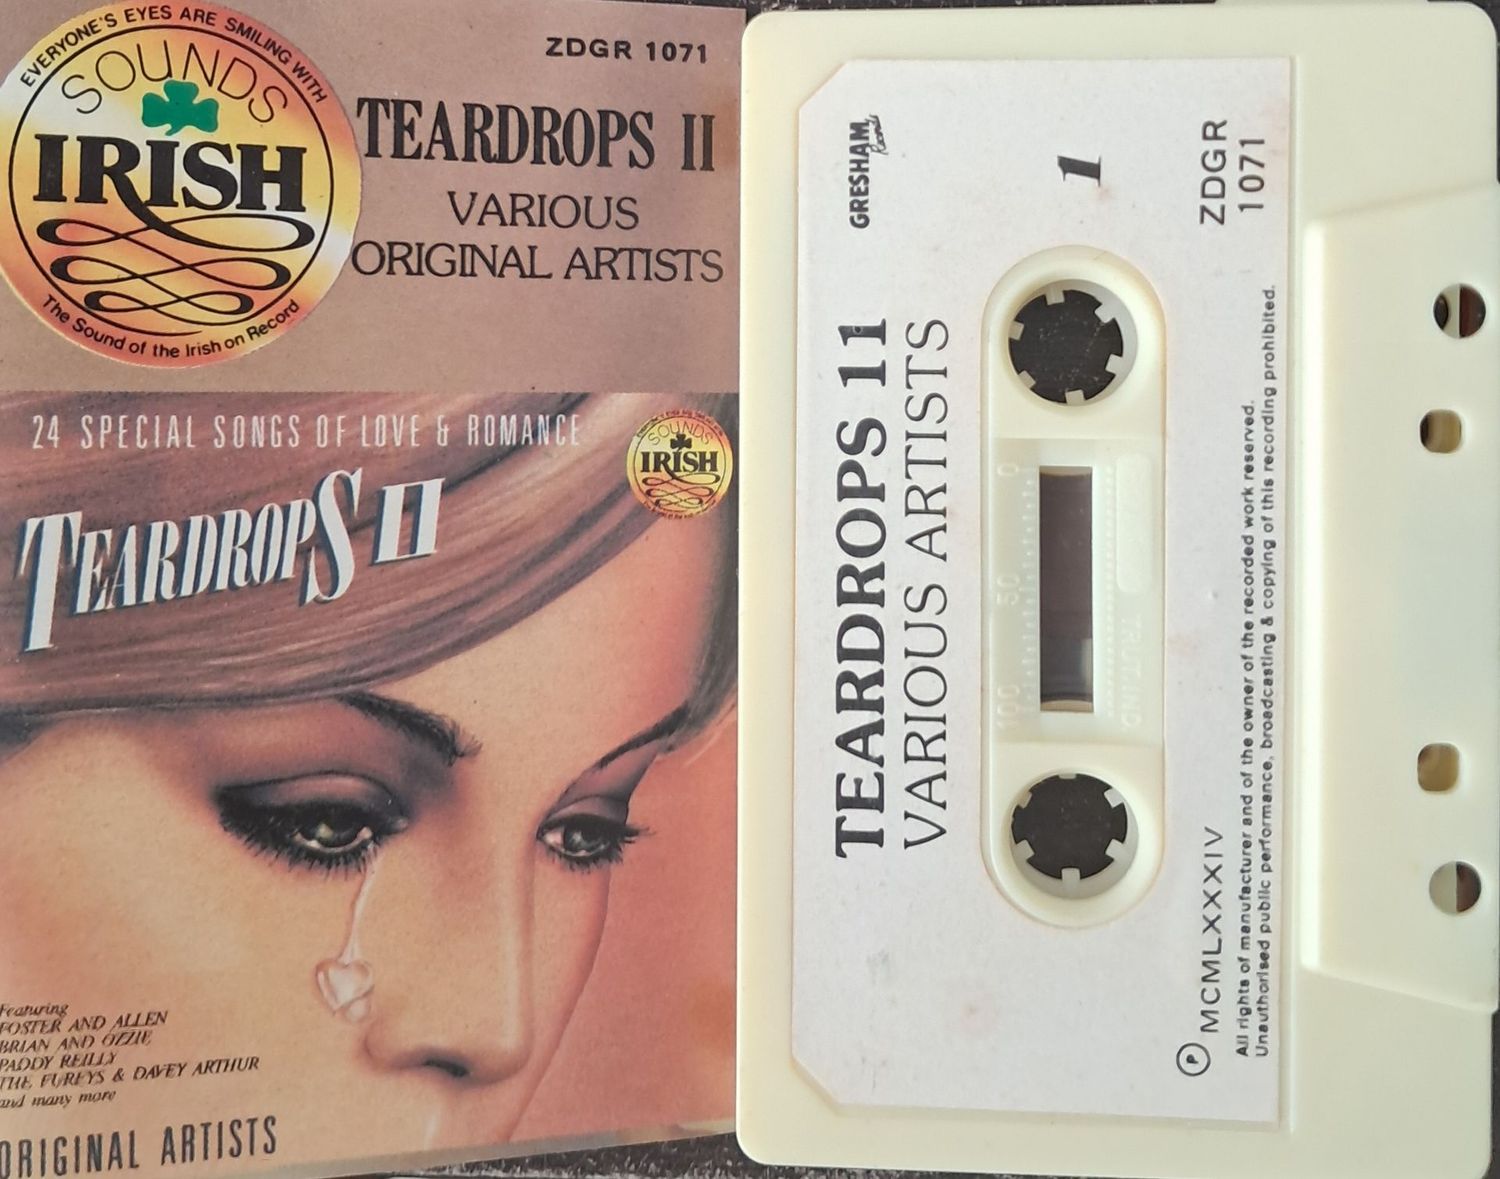 EVERYONE'S EYES ARE SMILING WITH
SOUNDS
IRISH
The Sound of the Irish on Record
ZDGR 1071
TEARDROPS II
VARIOUS
ORIGINAL ARTISTS
24 SPECIAL SONGS OF LOVE & ROMANCE
SOUNDS
IRISH
TEARDROPS II
Featuring
FOSTER AND ALLEN
BRIAN AND OZZIE
PADDY REILLY
THE FUREYS & DAVEY ARTHUR
and many more
ORIGINAL ARTISTS
GRESHAM
Records
1
ZDGR
1071
TEARDROPS 11
VARIOUS ARTISTS
100 50 0
TRUTIND
Ⓟ MCMLXXXIV
All rights of manufacturer and of the owner of the recorded work reserved.
Unauthorised public performance, broadcasting & copying of this recording prohibited.